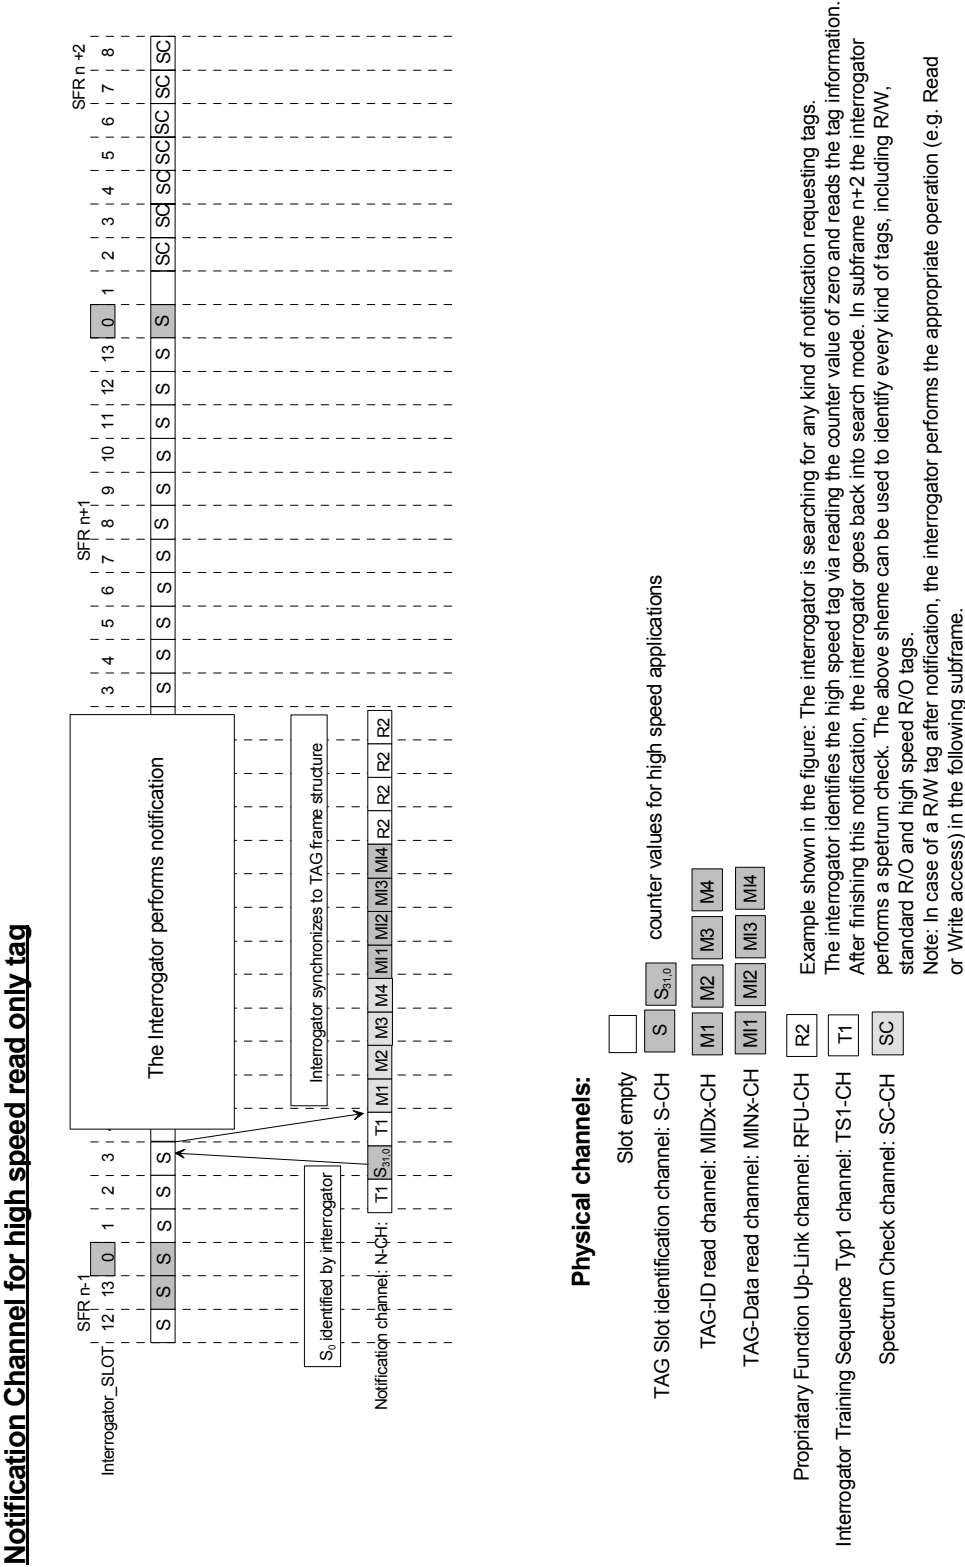 Notification Channel for high speed read only tag
SFR n-1 SFR n+1 SFR n +2
Interrogator_SLOT 12 13 0 1 2 3 3 4 5 6 7 8 9 10 11 12 13 0 1 2 3 4 5 6 7 8
S S S S S S S S S S S S S S S S S S SC SC SC SC SC SC SC
The Interrogator performs notification
S0 identified by interrogator
Interrogator synchronizes to TAG frame structure
Notification channel: N-CH: T1 S31,0 T1 M1 M2 M3 M4 MI1 MI2 MI3 MI4 R2 R2 R2 R2
Physical channels:
Slot empty
TAG Slot identification channel: S-CH S S31,0 counter values for high speed applications
TAG-ID read channel: MIDx-CH M1 M2 M3 M4
TAG-Data read channel: MINx-CH MI1 MI2 MI3 MI4
Propriatary Function Up-Link channel: RFU-CH R2
Interrogator Training Sequence Typ1 channel: TS1-CH T1
Spectrum Check channel: SC-CH SC
Example shown in the figure: The interrogator is searching for any kind of notification requesting tags.
The interrogator identifies the high speed tag via reading the counter value of zero and reads the tag information.
After finishing this notification, the interrogator goes back into search mode. In subframe n+2 the interrogator
performs a spetrum check. The above sheme can be used to identify every kind of tags, including R/W,
standard R/O and high speed R/O tags.
Note: In case of a R/W tag after notification, the interrogator performs the appropriate operation (e.g. Read
or Write access) in the following subframe.